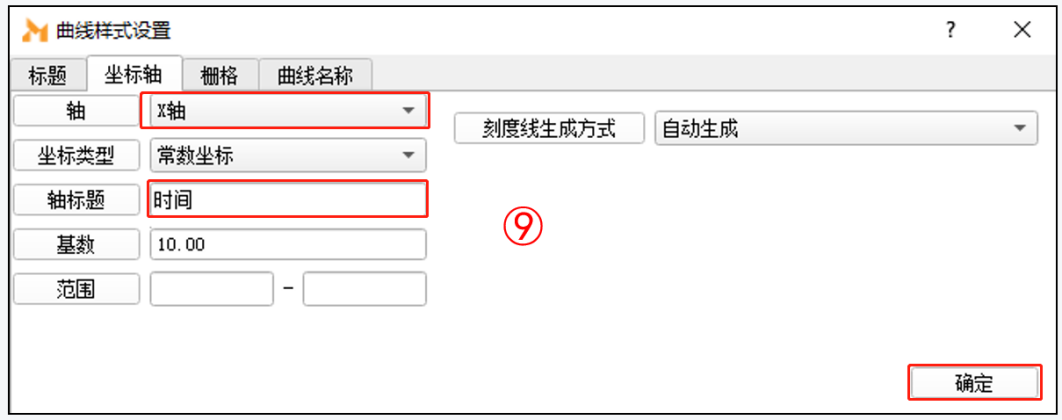 曲线样式设置 ?
标题 坐标轴 栅格 曲线名称
轴 X轴
刻度线生成方式 自动生成
坐标类型 常数坐标
轴标题 时间
⑨
基数 10.00
范围 -
确定